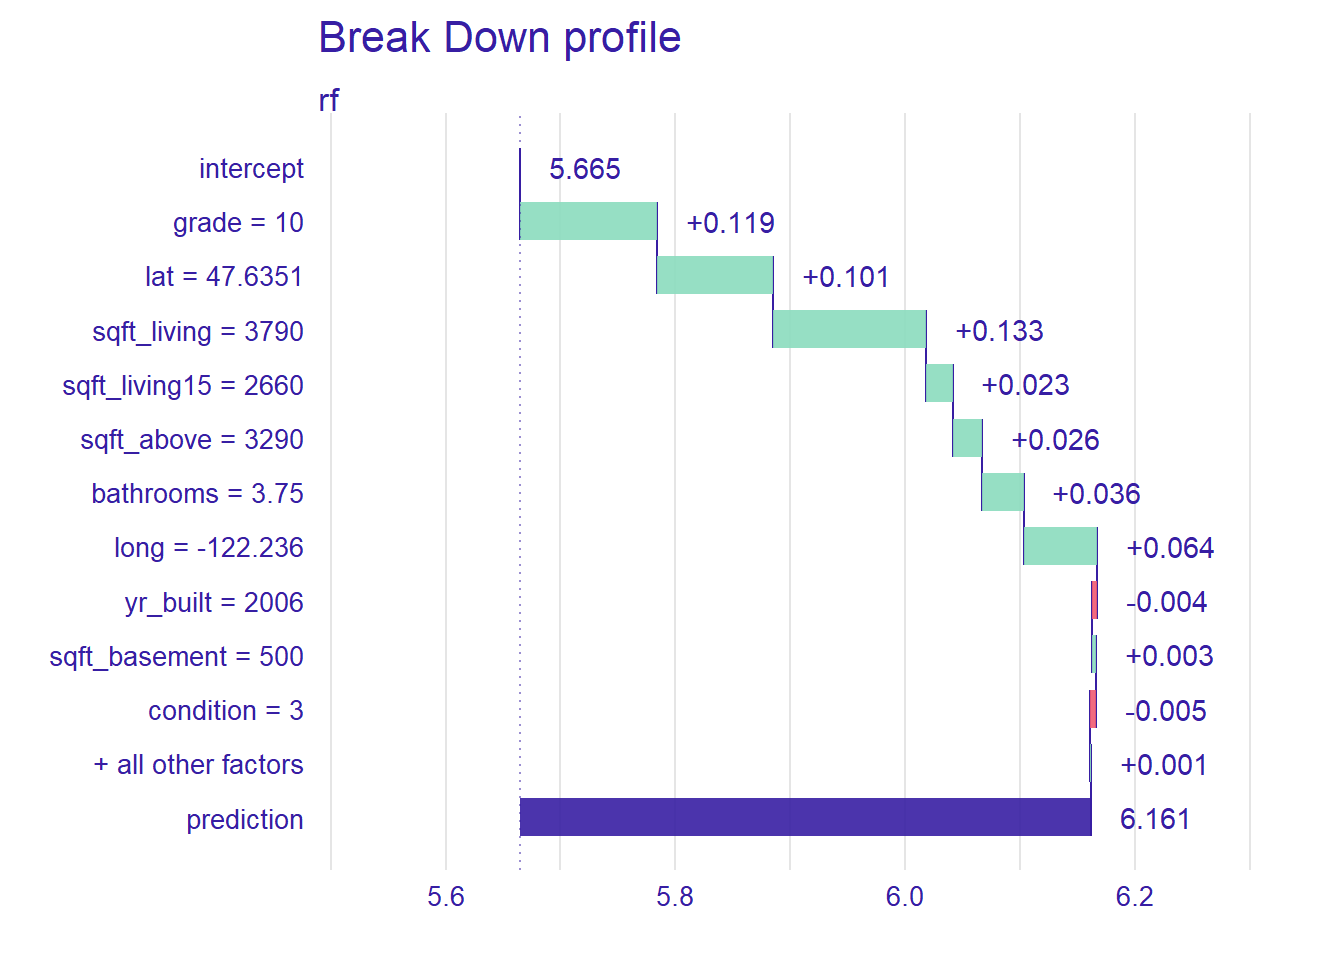 Break Down profile
rf
intercept 5.665
grade = 10 +0.119
lat = 47.6351 +0.101
sqft_living = 3790 +0.133
sqft_living15 = 2660 +0.023
sqft_above = 3290 +0.026
bathrooms = 3.75 +0.036
long = -122.236 +0.064
yr_built = 2006 -0.004
sqft_basement = 500 +0.003
condition = 3 -0.005
+ all other factors +0.001
prediction 6.161
5.6 5.8 6.0 6.2